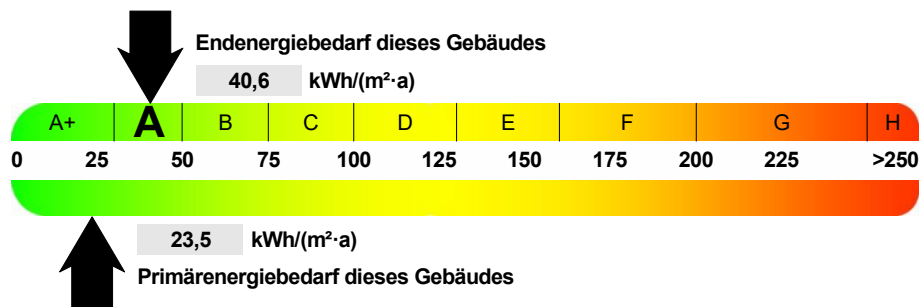 Endenergiebedarf dieses Gebäudes
40,6 kWh/(m²·a)
A+ A B C D E F G H
0 25 50 75 100 125 150 175 200 225 >250
23,5 kWh/(m²·a)
Primärenergiebedarf dieses Gebäudes